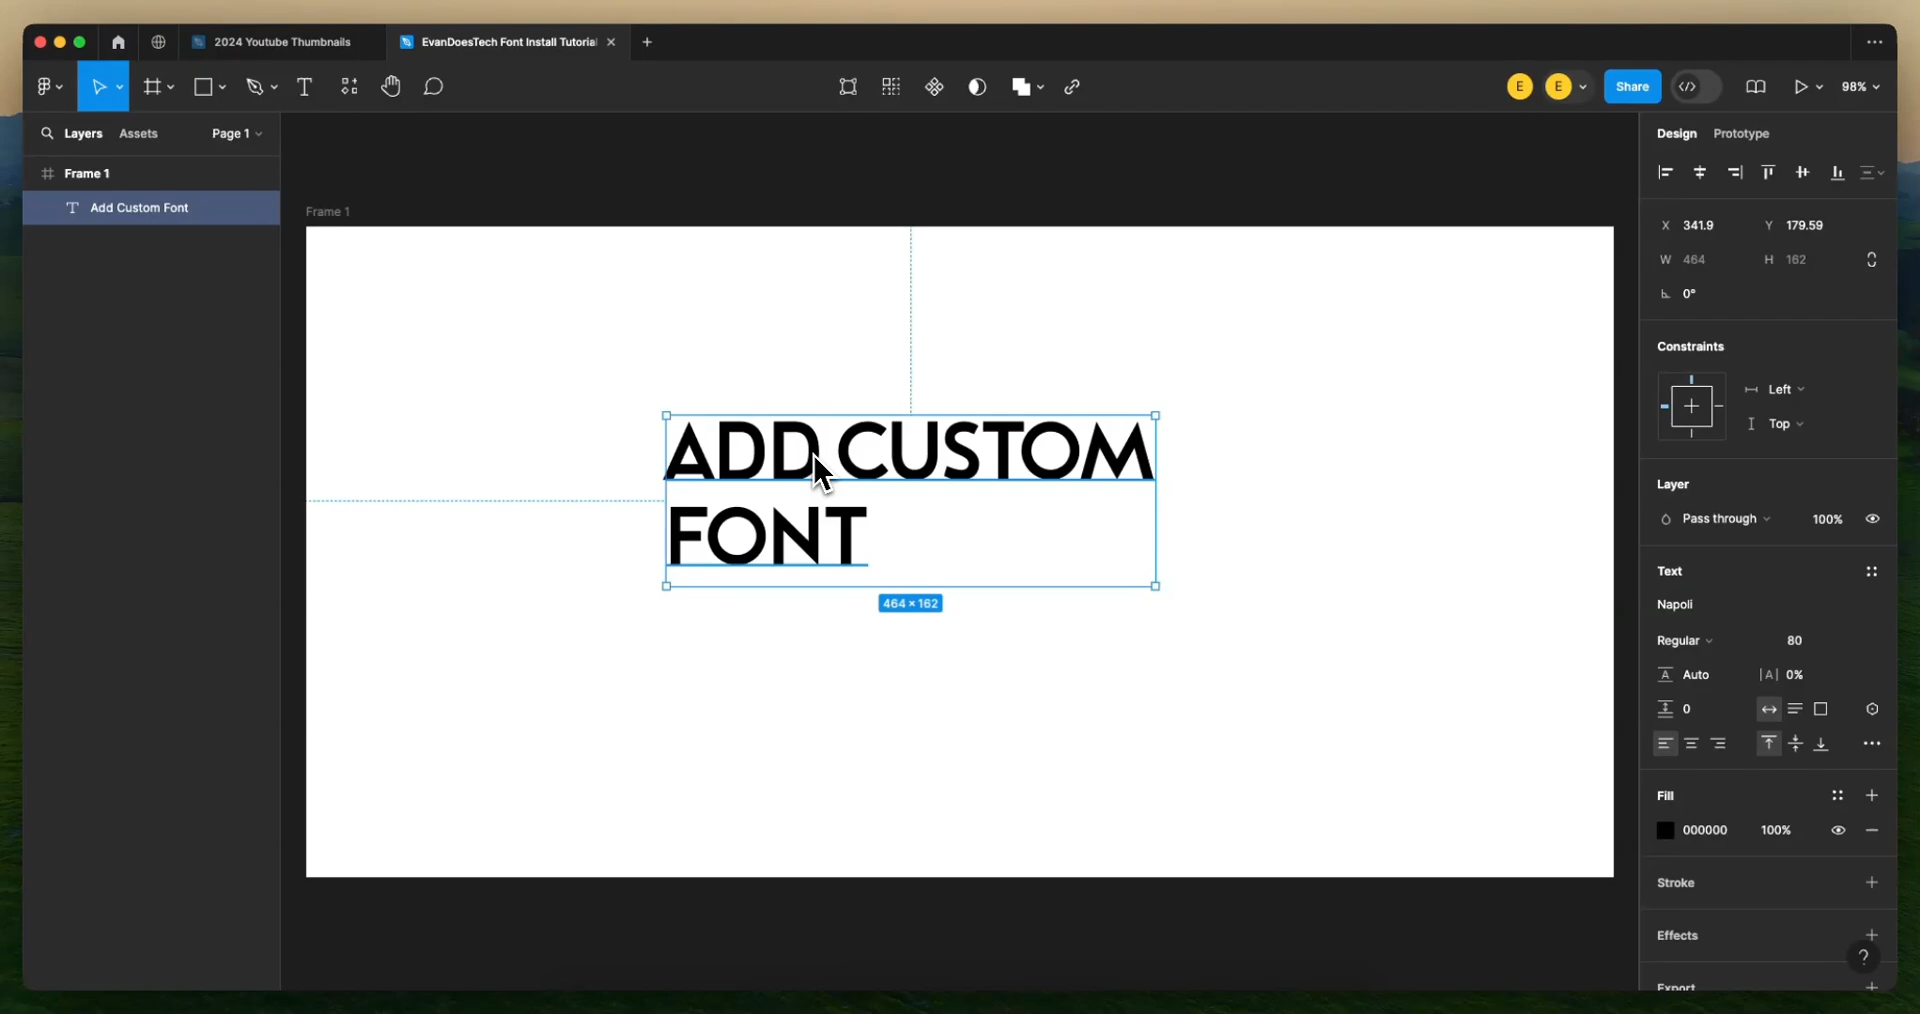 2024 Youtube Thumbnails
EvanDoesTech Font Install Tutorial
E
E
Share
98%
Layers
Assets
Page 1
Design
Prototype
Frame 1
Add Custom Font
Frame 1
ADD CUSTOM
FONT
464 × 162
X 341.9
Y 179.59
W 464
H 162
0°
Constraints
Left
Top
Layer
Pass through
100%
Text
Napoli
Regular
80
A Auto
|A| 0%
0
Fill
000000
100%
Stroke
Effects
?
Export